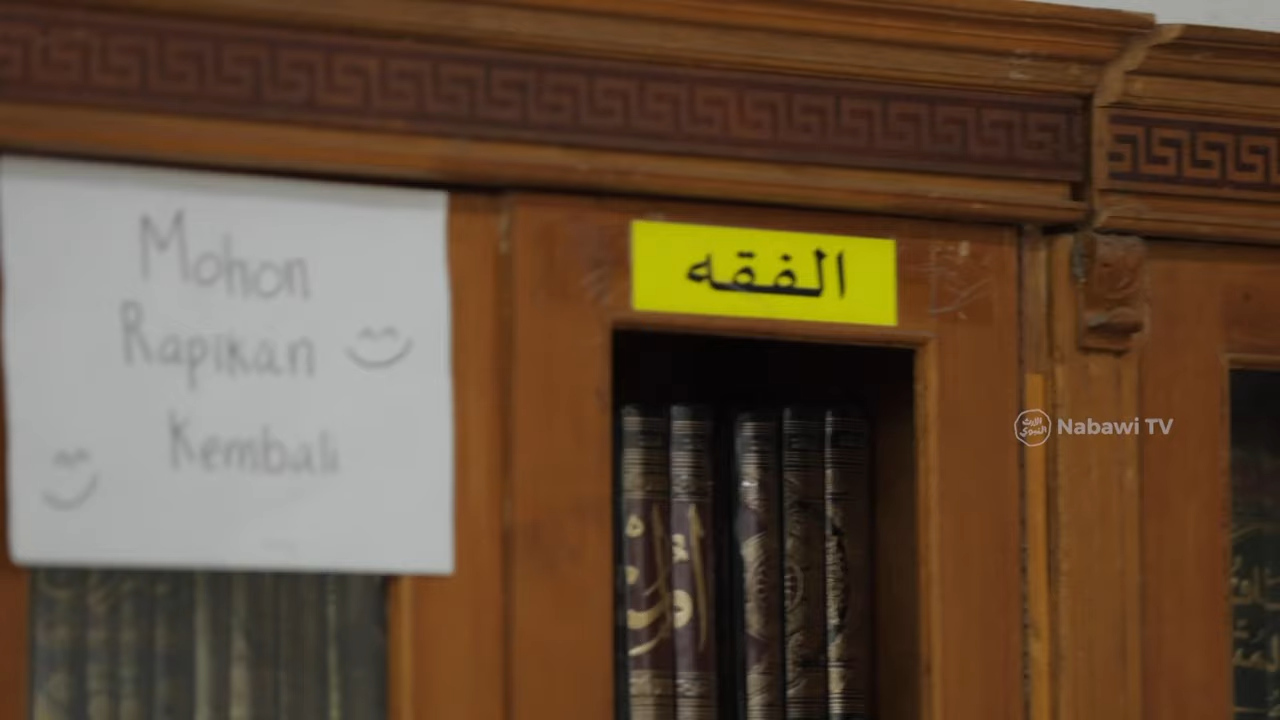 Mohon
Rapikan
Kembali
الفقه
Nabawi TV